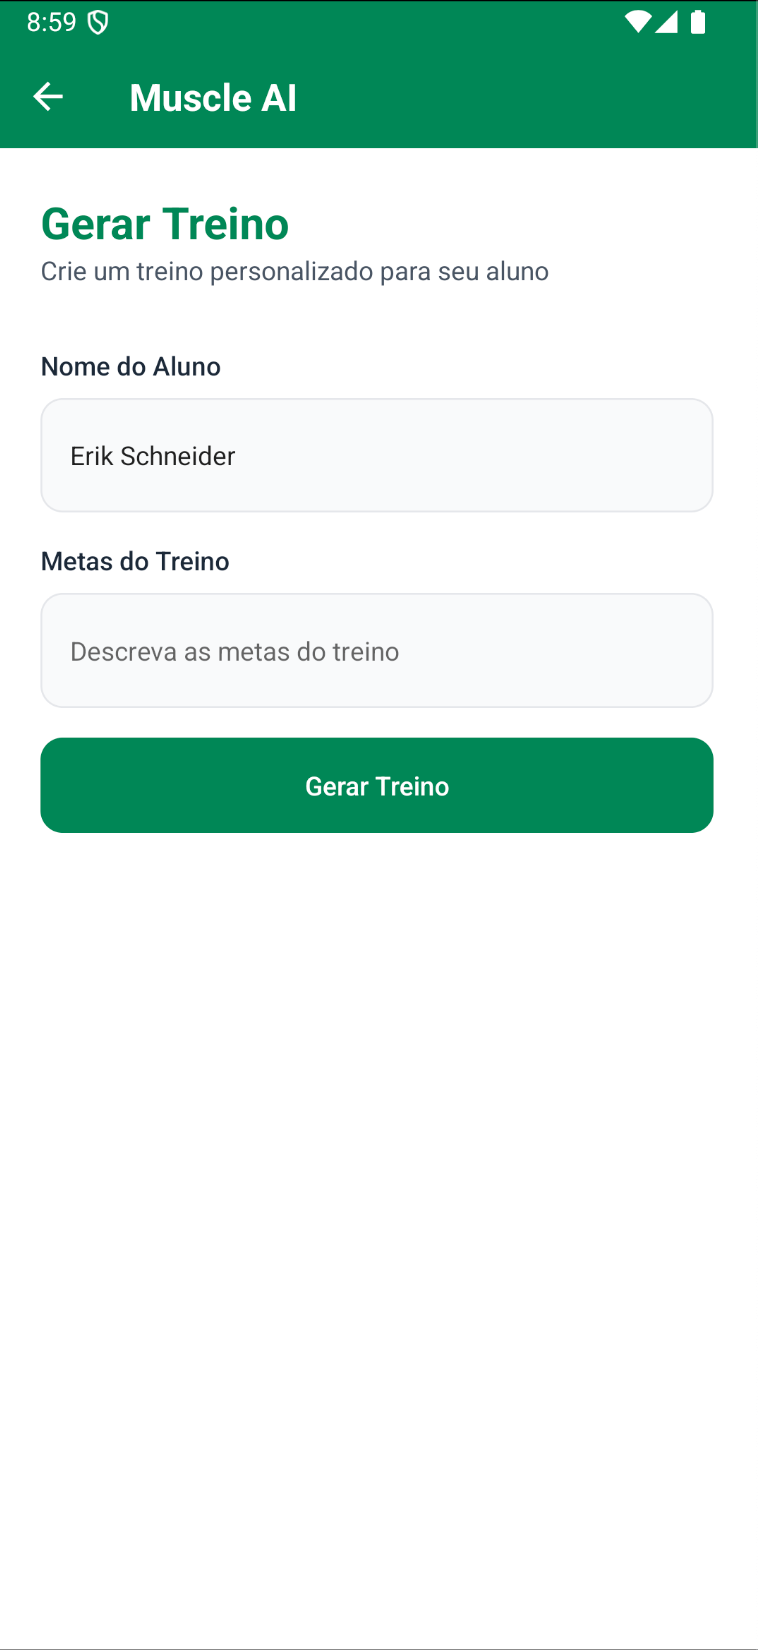 8:59
Muscle AI
Gerar Treino
Crie um treino personalizado para seu aluno
Nome do Aluno
Erik Schneider
Metas do Treino
Descreva as metas do treino
Gerar Treino